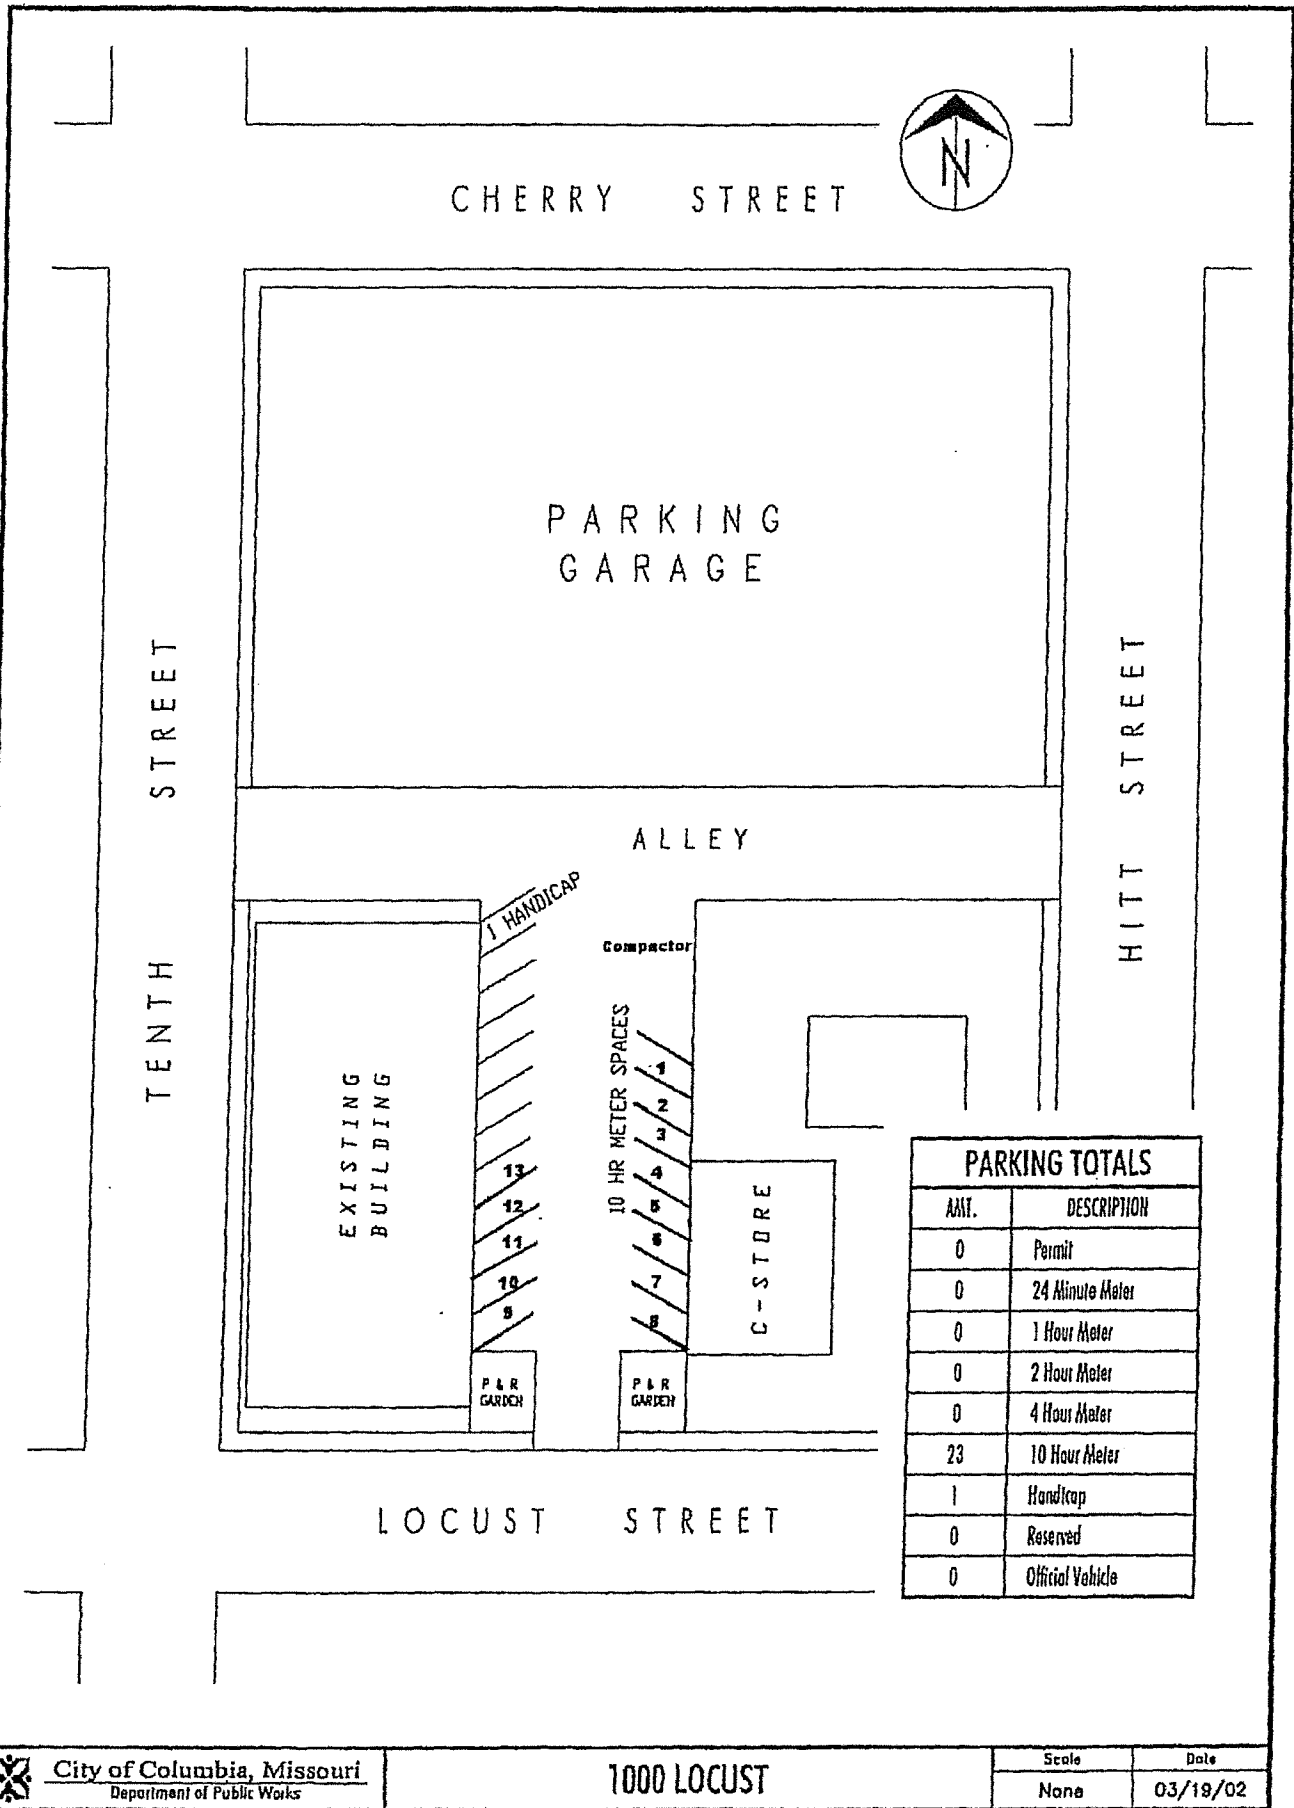 CHERRY STREET
N
PARKING
GARAGE
TENTH STREET
HITT STREET
ALLEY
1 HANDICAP
Compactor
10 HR METER SPACES
1
2
3
4
5
6
7
8
13
12
11
10
9
EXISTING
BUILDING
C-STORE
P & R
GARDEN
P & R
GARDEN
LOCUST STREET
PARKING TOTALS
AMT. DESCRIPTION
0 Permit
0 24 Minute Meter
0 1 Hour Meter
0 2 Hour Meter
0 4 Hour Meter
23 10 Hour Meter
1 Handicap
0 Reserved
0 Official Vehicle
City of Columbia, Missouri
Department of Public Works
1000 LOCUST
Scale Date
None 03/19/02